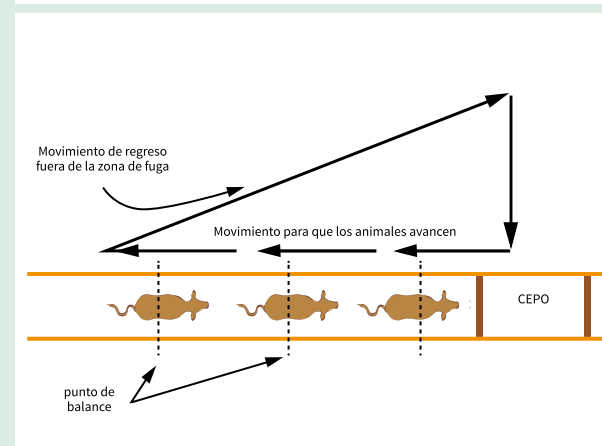 Movimiento de regreso
fuera de la zona de fuga
Movimiento para que los animales avancen
CEPO
punto de
balance